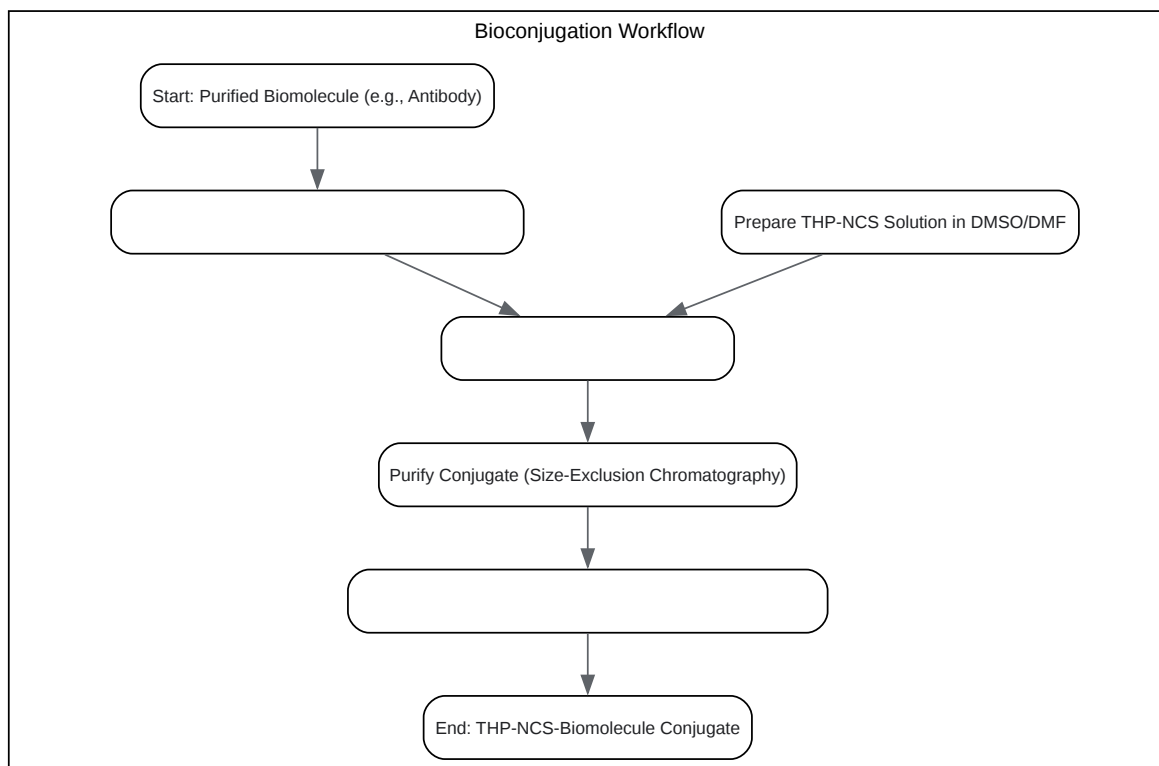 Bioconjugation Workflow
Start: Purified Biomolecule (e.g., Antibody)
Prepare THP-NCS Solution in DMSO/DMF
Purify Conjugate (Size-Exclusion Chromatography)
End: THP-NCS-Biomolecule Conjugate